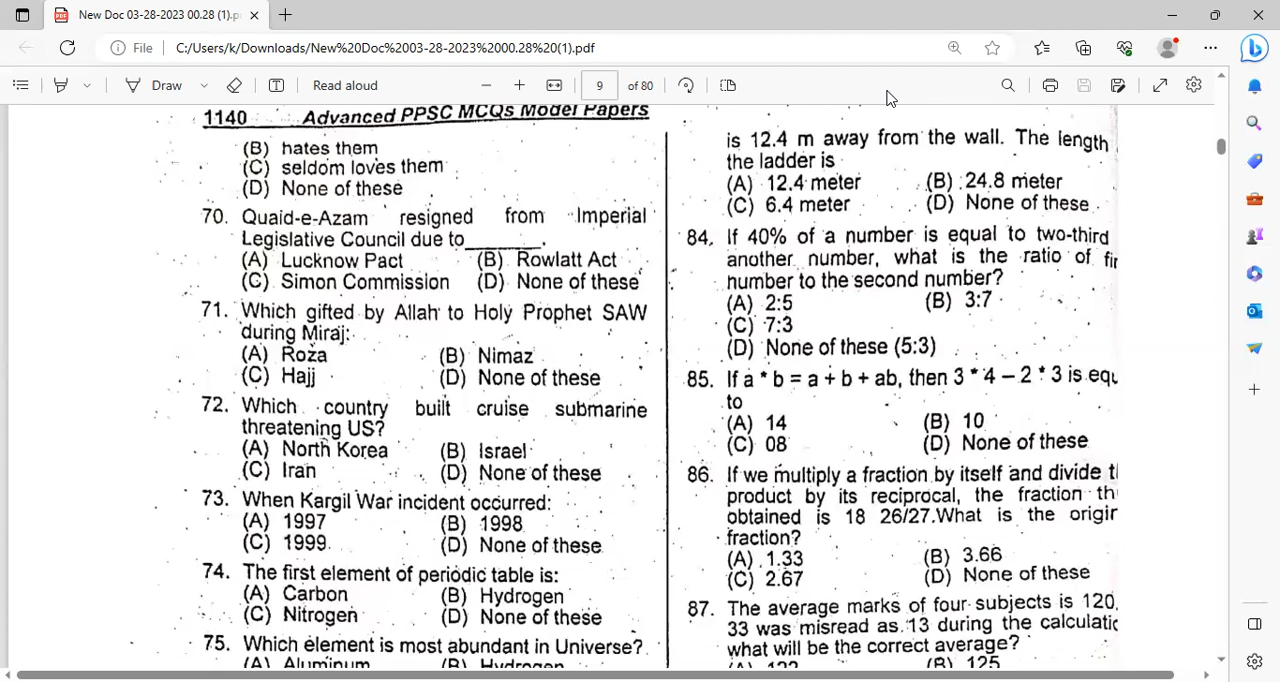 New Doc 03-28-2023 00.28 (1).p
File C:/Users/k/Downloads/New%20Doc%2003-28-2023%2000.28%20(1).pdf
Draw Read aloud 9 of 80
1140 Advanced PPSC MCQs Model Papers
(B) hates them
(C) seldom loves them
(D) None of these
70. Quaid-e-Azam resigned from Imperial
Legislative Council due to_______.
(A) Lucknow Pact (B) Rowlatt Act
(C) Simon Commission (D) None of these
71. Which gifted by Allah to Holy Prophet SAW
during Miraj:
(A) Roza (B) Nimaz
(C) Hajj (D) None of these
72. Which country built cruise submarine
threatening US?
(A) North Korea (B) Israel
(C) Iran (D) None of these
73. When Kargil War incident occurred:
(A) 1997 (B) 1998
(C) 1999 (D) None of these
74. The first element of periodic table is:
(A) Carbon (B) Hydrogen
(C) Nitrogen (D) None of these
75. Which element is most abundant in Universe?
(A) Aluminum (B) Hydrogen
is 12.4 m away from the wall. The length
the ladder is
(A) 12.4 meter (B) 24.8 meter
(C) 6.4 meter (D) None of these
84. If 40% of a number is equal to two-third
another number, what is the ratio of fir
number to the second number?
(A) 2:5 (B) 3:7
(C) 7:3
(D) None of these (5:3)
85. If a * b = a + b + ab, then 3 * 4 – 2 * 3 is equ
to
(A) 14 (B) 10
(C) 08 (D) None of these
86. If we multiply a fraction by itself and divide t
product by its reciprocal, the fraction th
obtained is 18 26/27.What is the origin
fraction?
(A) 1.33 (B) 3.66
(C) 2.67 (D) None of these
87. The average marks of four subjects is 120.
33 was misread as 13 during the calculatio
what will be the correct average?
(A) 122 (B) 125